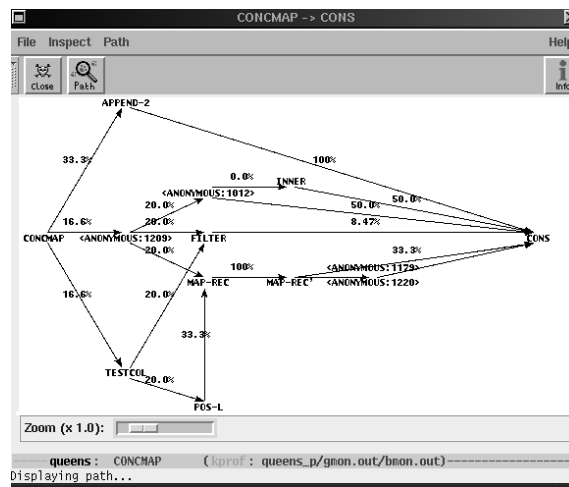 CONCMAP -> CONS
File Inspect Path Help
Close Path Info
APPEND-2
33.3% 100%
0.0% INNER
<ANONYMOUS:1012>
20.0% 50.0% 50.0%
16.6% 20.0% 8.47%
CONCMAP <ANONYMOUS:1209> FILTER CONS
20.0% 33.3%
100% <ANONYMOUS:1179>
MAP-REC MAP-REC' <ANONYMOUS:1220>
16.6% 20.0%
33.3%
TESTCOL
20.0%
POS-L
Zoom (x 1.0):
queens: CONCMAP (kprof: queens_p/gmon.out/bmon.out)
Displaying path...